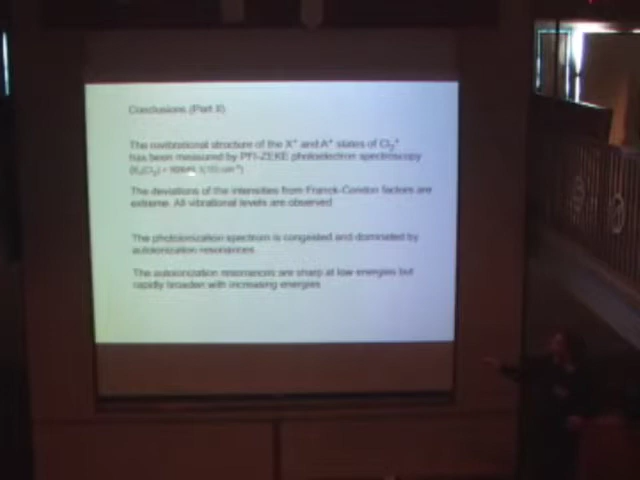 Conclusions (Part II)
The rovibrational structure of the X⁺ and A⁺ states of Cl₂⁺
has been measured by PFI-ZEKE photoelectron spectroscopy
The deviations of the intensities from Franck-Condon factors are
extreme. All vibrational levels are observed
The photoionization spectrum is congested and dominated by
autoionization resonances
The autoionization resonances are sharp at low energies but
rapidly broaden with increasing energies